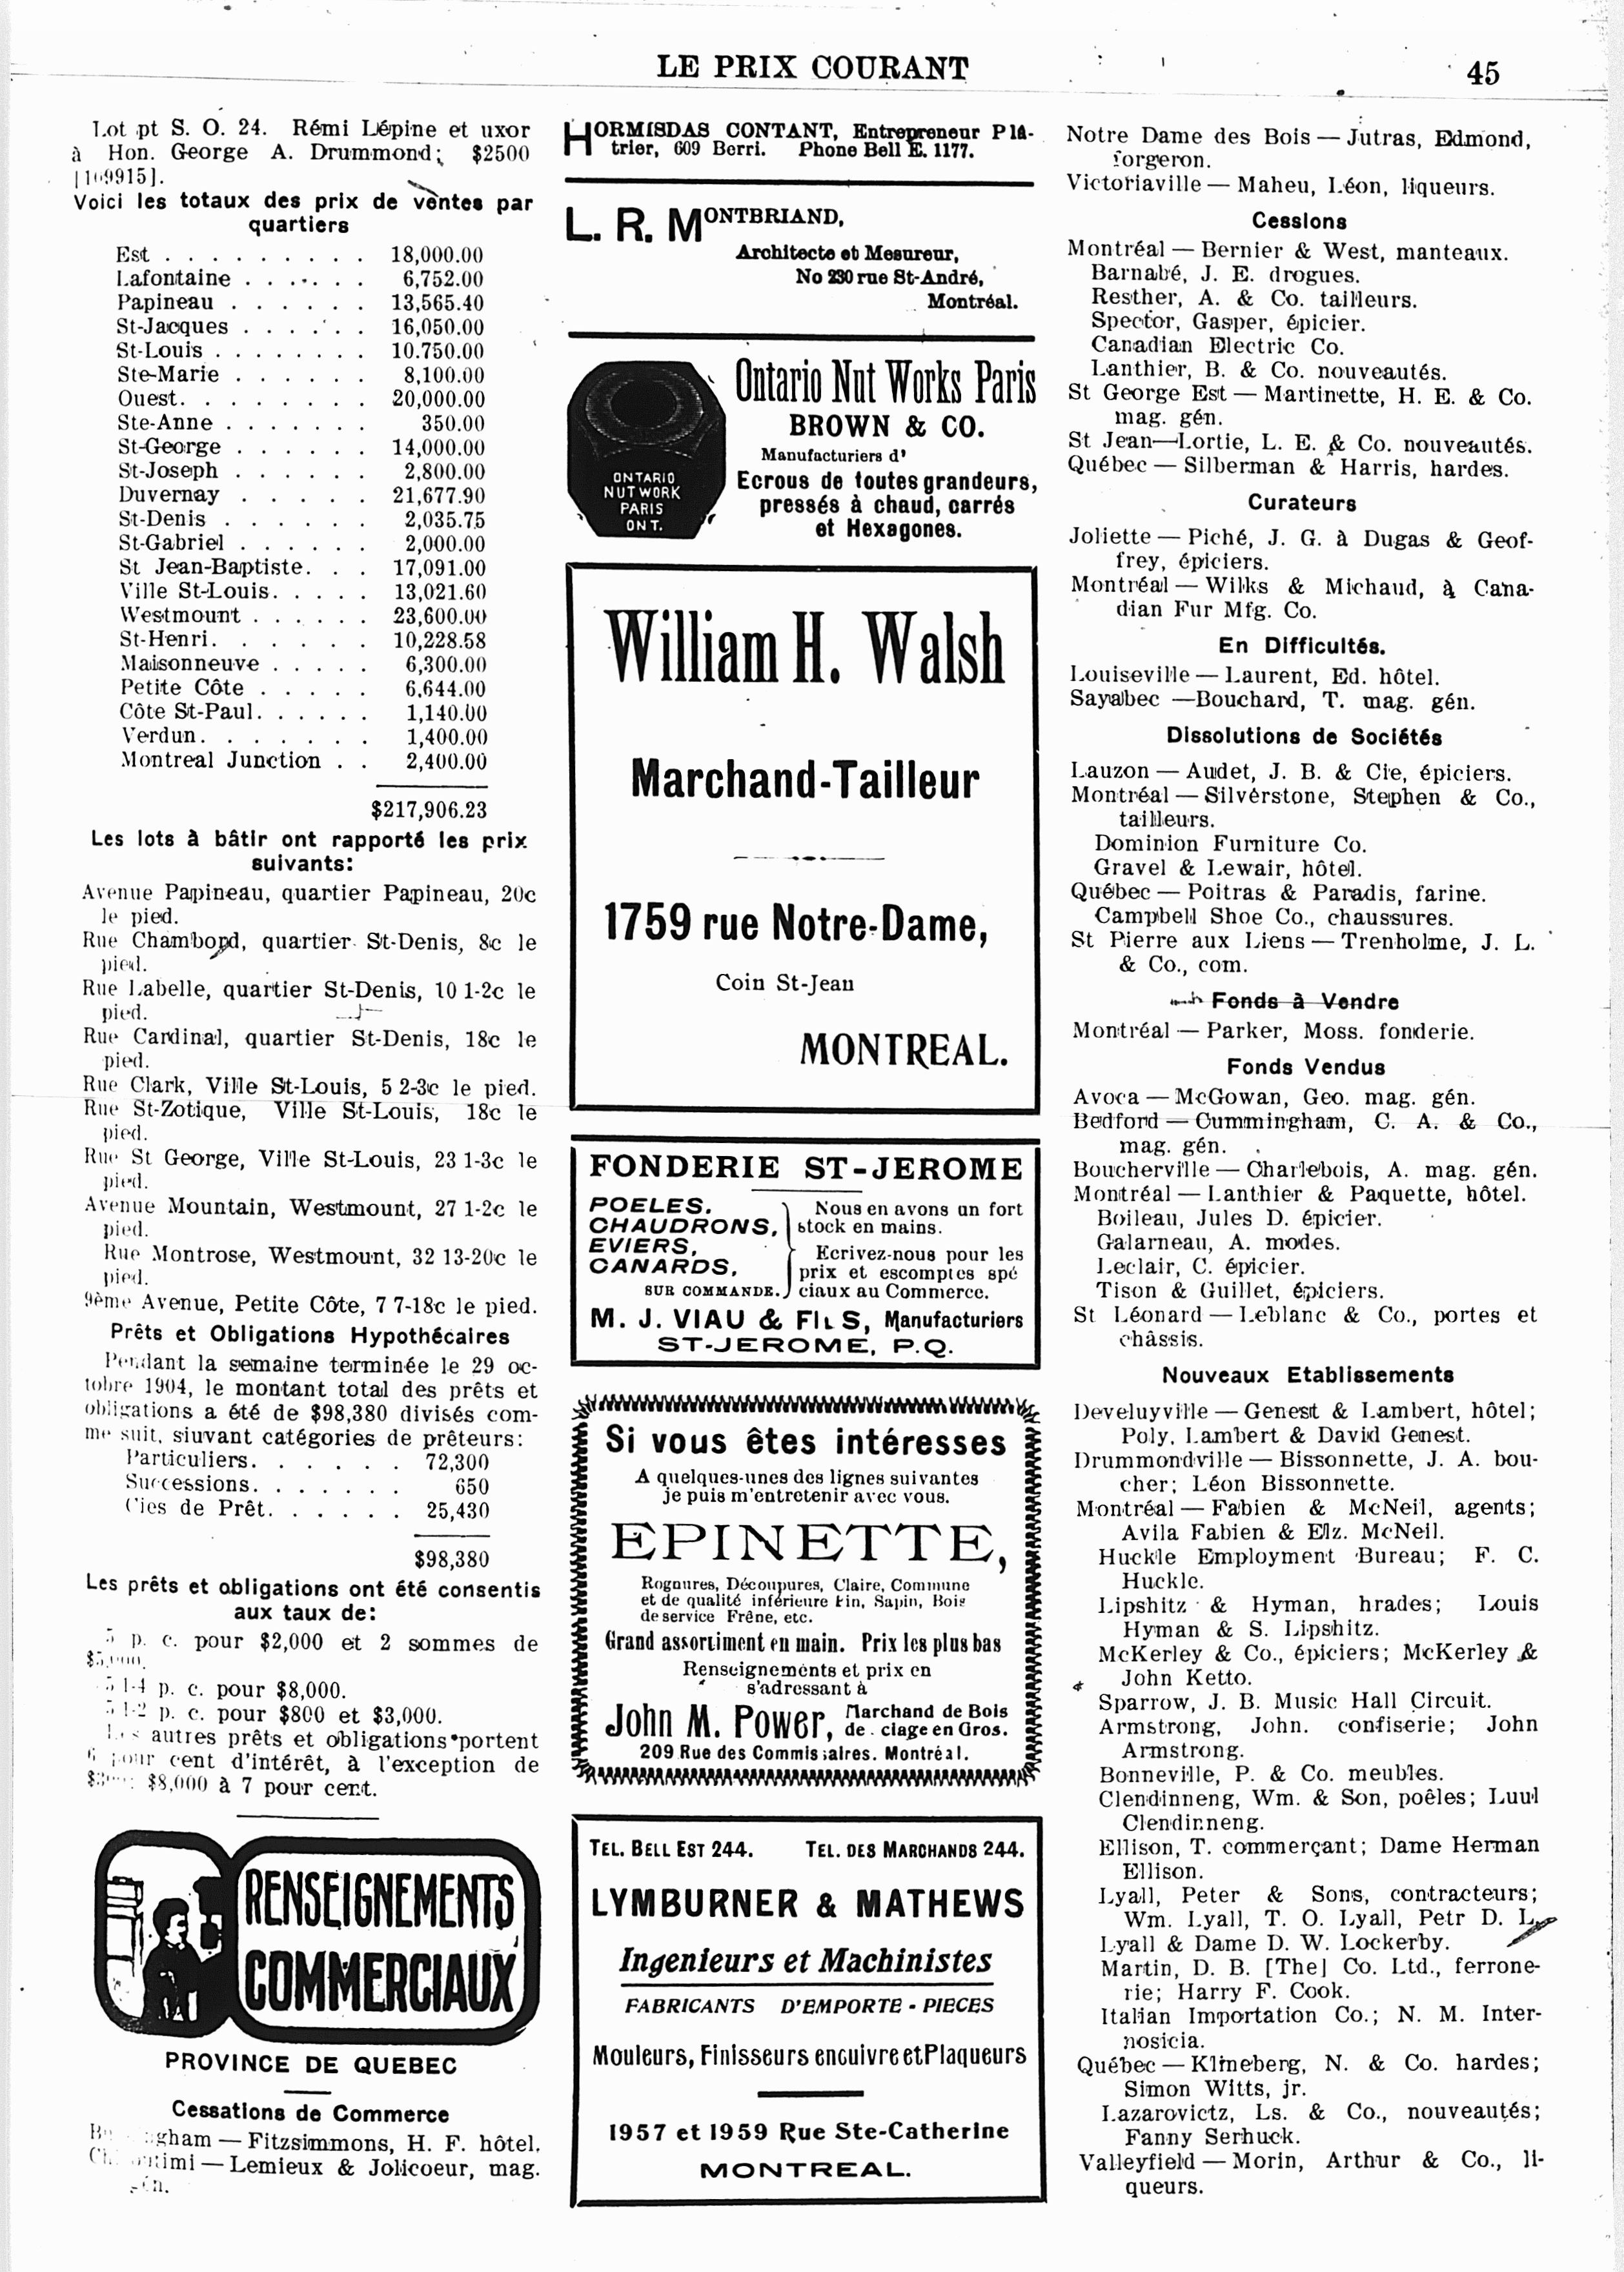 LE PRIX COURANT
45
Lot pt S. O. 24. Rémi Lépine et uxor
à Hon. George A. Drummond; $2500
[109915].
Voici les totaux des prix de ventes par
quartiers
Est . . . . . . . . . 18,000.00
Lafontaine . . . . . . 6,752.00
Papineau . . . . . . 13,565.40
St-Jacques . . . . . . 16,050.00
St-Louis . . . . . . . . 10.750.00
Ste-Marie . . . . . . 8,100.00
Ouest. . . . . . . . 20,000.00
Ste-Anne . . . . . . . 350.00
St-George . . . . . . 14,000.00
St-Joseph . . . . . . 2,800.00
Duvernay . . . . . 21,677.90
St-Denis . . . . . . 2,035.75
St-Gabriel . . . . . . 2,000.00
St Jean-Baptiste. . . 17,091.00
Ville St-Louis. . . . . 13,021.60
Westmount . . . . . . 23,600.00
St-Henri. . . . . . . 10,228.58
Maisonneuve . . . . . 6,300.00
Petite Côte . . . . . 6,644.00
Côte St-Paul. . . . . . 1,140.00
Verdun. . . . . . . . 1,400.00
Montreal Junction . . 2,400.00
$217,906.23
Les lots à bâtir ont rapporté les prix
suivants:
Avenue Papineau, quartier Papineau, 20c
le pied.
Rue Chambord, quartier St-Denis, 8c le
pied.
Rue Labelle, quartier St-Denis, 10 1-2c le
pied.
Rue Cardinal, quartier St-Denis, 18c le
pied.
Rue Clark, Ville St-Louis, 5 2-3c le pied.
Rue St-Zotique, Ville St-Louis, 18c le
pied.
Rue St George, Ville St-Louis, 23 1-3c le
pied.
Avenue Mountain, Westmount, 27 1-2c le
pied.
Rue Montrose, Westmount, 32 13-20c le
pied.
9ème Avenue, Petite Côte, 7 7-18c le pied.
Prêts et Obligations Hypothécaires
Pendant la semaine terminée le 29 oc-
tobre 1904, le montant total des prêts et
obligations a été de $98,380 divisés com-
me suit, siuvant catégories de prêteurs:
Particuliers. . . . . . 72,300
Successions. . . . . . . 650
Cies de Prêt. . . . . . 25,430
$98,380
Les prêts et obligations ont été consentis
aux taux de:
5 p. c. pour $2,000 et 2 sommes de
$5,000.
5 1-4 p. c. pour $8,000.
5 1-2 p. c. pour $800 et $3,000.
Les autres prêts et obligations portent
6 pour cent d'intérêt, à l'exception de
$8,000 à 7 pour cent.
RENSEIGNEMENTS
COMMERCIAUX
PROVINCE DE QUEBEC
Cessations de Commerce
— Fitzsimmons, H. F. hôtel.
— Lemieux & Jolicoeur, mag.
gén.
HORMISDAS CONTANT, Entrepreneur Plâ-
trier, 609 Berri. Phone Bell E. 1177.
L. R. MONTBRIAND,
Architecte et Mesureur,
No 230 rue St-André,
Montréal.
ONTARIO
NUT WORK
PARIS
ONT.
Ontario Nut Works Paris
BROWN & CO.
Manufacturiers d'
Ecrous de toutes grandeurs,
pressés à chaud, carrés
et Hexagones.
William H. Walsh
Marchand-Tailleur
1759 rue Notre-Dame,
Coin St-Jean
MONTREAL.
FONDERIE ST-JEROME
POELES.
CHAUDRONS,
EVIERS,
CANARDS,
SUR COMMANDE.
Nous en avons un fort
stock en mains.
Ecrivez-nous pour les
prix et escomptes spé
ciaux au Commerce.
M. J. VIAU & FILS, Manufacturiers
ST-JEROME, P.Q.
Si vous êtes intéresses
A quelques-unes des lignes suivantes
je puis m'entretenir avec vous.
EPINETTE,
Rognures, Découpures, Claire, Commune
et de qualité inférieure Pin, Sapin, Bois
de service Frêne, etc.
Grand assortiment en main. Prix les plus bas
Renseignements et prix en
s'adressant à
John M. Power, Marchand de Bois
de sciage en Gros.
209 Rue des Commissaires. Montréal.
TEL. BELL EST 244. TEL. DES MARCHANDS 244.
LYMBURNER & MATHEWS
Ingenieurs et Machinistes
FABRICANTS D'EMPORTE - PIECES
Mouleurs, Finisseurs en cuivre et Plaqueurs
1957 et 1959 Rue Ste-Catherine
MONTREAL.
Notre Dame des Bois — Jutras, Edmond,
forgeron.
Victoriaville — Maheu, Léon, liqueurs.
Cessions
Montréal — Bernier & West, manteaux.
Barnabé, J. E. drogues.
Resther, A. & Co. tailleurs.
Spector, Gasper, épicier.
Canadian Electric Co.
Lanthier, B. & Co. nouveautés.
St George Est — Martinette, H. E. & Co.
mag. gén.
St Jean—Lortie, L. E. & Co. nouveautés.
Québec — Silberman & Harris, hardes.
Curateurs
Joliette — Piché, J. G. à Dugas & Geof-
frey, épiciers.
Montréal — Wilks & Michaud, à Cana-
dian Fur Mfg. Co.
En Difficultés.
Louiseville — Laurent, Ed. hôtel.
Sayabec —Bouchard, T. mag. gén.
Dissolutions de Sociétés
Lauzon — Audet, J. B. & Cie, épiciers.
Montréal — Silverstone, Stephen & Co.,
tailleurs.
Dominion Furniture Co.
Gravel & Lewair, hôtel.
Québec — Poitras & Paradis, farine.
Campbell Shoe Co., chaussures.
St Pierre aux Liens — Trenholme, J. L.
& Co., com.
Fonds à Vendre
Montréal — Parker, Moss. fonderie.
Fonds Vendus
Avoca — McGowan, Geo. mag. gén.
Bedford — Cummingham, C. A. & Co.,
mag. gén.
Boucherville — Charlebois, A. mag. gén.
Montréal — Lanthier & Paquette, hôtel.
Boileau, Jules D. épicier.
Galarneau, A. modes.
Leclair, C. épicier.
Tison & Guillet, épiciers.
St Léonard — Leblanc & Co., portes et
châssis.
Nouveaux Etablissements
Develuyville — Genest & Lambert, hôtel;
Poly. Lambert & David Genest.
Drummondville — Bissonnette, J. A. bou-
cher; Léon Bissonnette.
Montréal — Fabien & McNeil, agents;
Avila Fabien & Elz. McNeil.
Huckle Employment Bureau; F. C.
Huckle.
Lipshitz & Hyman, hrades; Louis
Hyman & S. Lipshitz.
McKerley & Co., épiciers; McKerley &
John Ketto.
Sparrow, J. B. Music Hall Circuit.
Armstrong, John. confiserie; John
Armstrong.
Bonneville, P. & Co. meubles.
Clendinneng, Wm. & Son, poêles; Luul
Clendinneng.
Ellison, T. commerçant; Dame Herman
Ellison.
Lyall, Peter & Sons, contracteurs;
Wm. Lyall, T. O. Lyall, Petr D. L.
Lyall & Dame D. W. Lockerby.
Martin, D. B. [The] Co. Ltd., ferrone-
rie; Harry F. Cook.
Italian Importation Co.; N. M. Inter-
nosicia.
Québec — Klineberg, N. & Co. hardes;
Simon Witts, jr.
Lazarovictz, Ls. & Co., nouveautés;
Fanny Serhuck.
Valleyfield — Morin, Arthur & Co., li-
queurs.